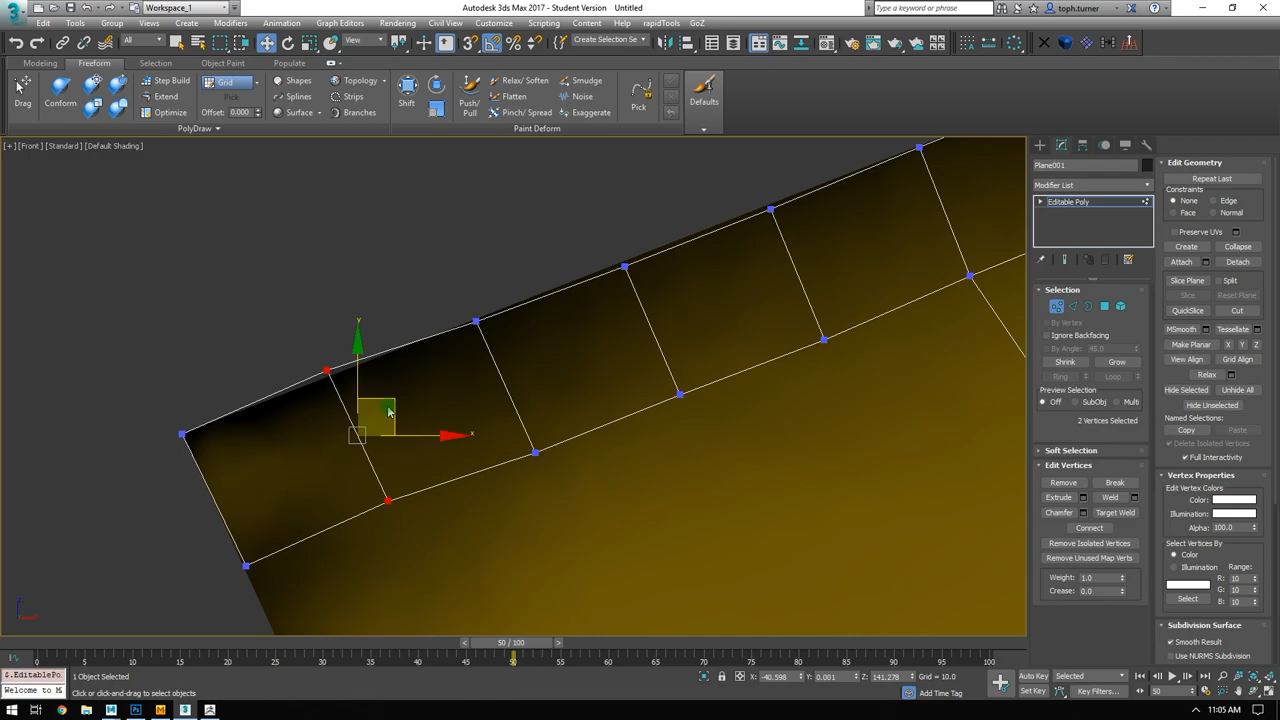 Workspace_1
Autodesk 3ds Max 2017 - Student Version Untitled
Type a keyword or phrase
toph.turner
Edit Tools Group Views Create Modifiers Animation Graph Editors Rendering Civil View Customize Scripting Content rapidTools GoZ
All
View
Create Selection Se
Modeling Freeform Selection Object Paint Populate
Drag
Conform
Step Build
Extend
Optimize
Grid
Pick
Offset: 0.000
Shapes
Splines
Surface
Topology
Strips
Branches
PolyDraw
Shift
Push/
Pull
Relax/ Soften
Flatten
Pinch/ Spread
Smudge
Noise
Exaggerate
Paint Deform
Pick
Defaults
[+] [Front] [Standard] [Default Shading]
y
x
z
Plane001
Modifier List
Editable Poly
Selection
By Vertex
Ignore Backfacing
By Angle: 45.0
Shrink Grow
Ring Loop
Preview Selection
Off SubObj Multi
2 Vertices Selected
Soft Selection
Edit Vertices
Remove Break
Extrude Weld
Chamfer Target Weld
Connect
Remove Isolated Vertices
Remove Unused Map Verts
Weight: 1.0
Crease: 0.0
Edit Geometry
Repeat Last
Constraints
None Edge
Face Normal
Preserve UVs
Create Collapse
Attach Detach
Slice Plane Split
Slice Reset Plane
QuickSlice Cut
MSmooth Tessellate
Make Planar X Y Z
View Align Grid Align
Relax
Hide Selected Unhide All
Hide Unselected
Named Selections:
Copy Paste
Delete Isolated Vertices
Full Interactivity
Vertex Properties
Edit Vertex Colors
Color:
Illumination:
Alpha: 100.0
Select Vertices By
Color
Illumination
Range:
R: 10
G: 10
B: 10
Select
Subdivision Surface
Smooth Result
Use NURMS Subdivision
< 50 / 100 >
0 5 10 15 20 25 30 35 40 45 50 55 60 65 70 75 80 85 90 95 100
$.EditablePo.
Welcome to M
1 Object Selected
Click or click-and-drag to select objects
X: -40.598 Y: 0.001 Z: 141.278 Grid = 10.0
Add Time Tag
Auto Key Selected
Set Key Key Filters...
50
11:05 AM